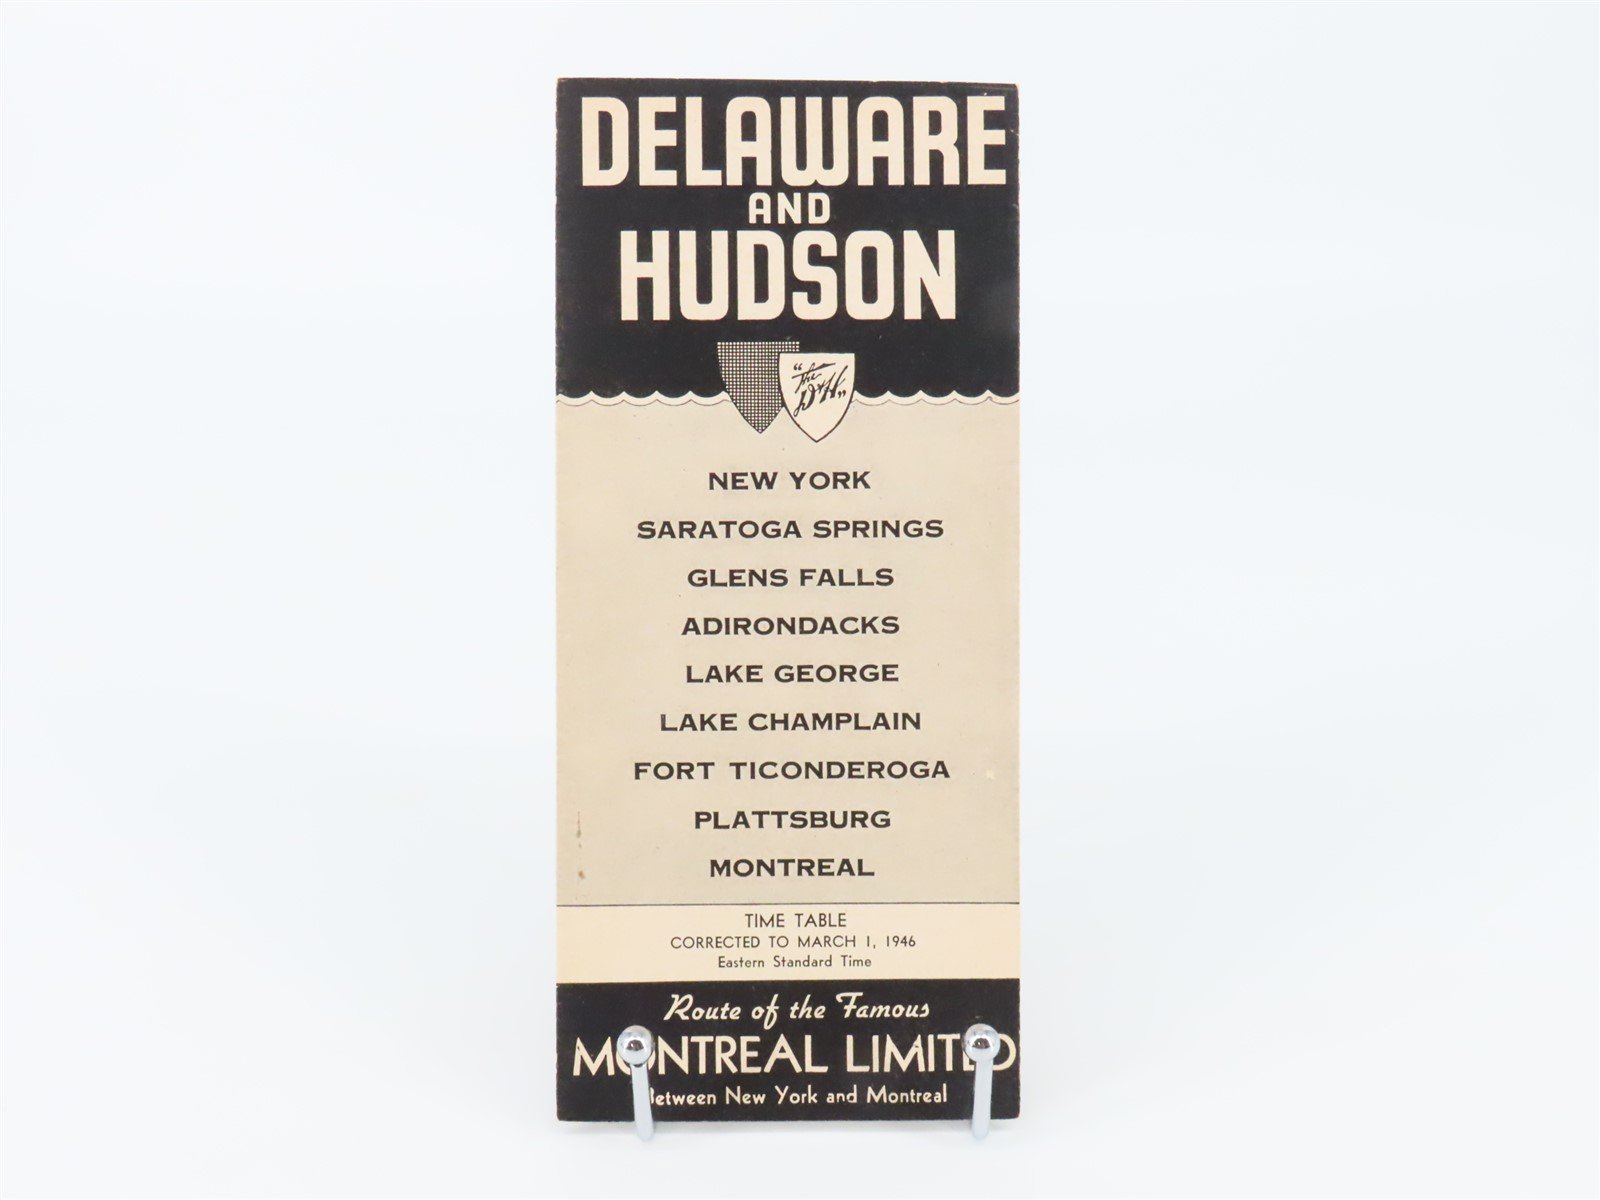 DELAWARE
AND
HUDSON
"The
D&H"
NEW YORK
SARATOGA SPRINGS
GLENS FALLS
ADIRONDACKS
LAKE GEORGE
LAKE CHAMPLAIN
FORT TICONDEROGA
PLATTSBURG
MONTREAL
TIME TABLE
CORRECTED TO MARCH 1, 1946
Eastern Standard Time
Route of the Famous
MONTREAL LIMITED
Between New York and Montreal